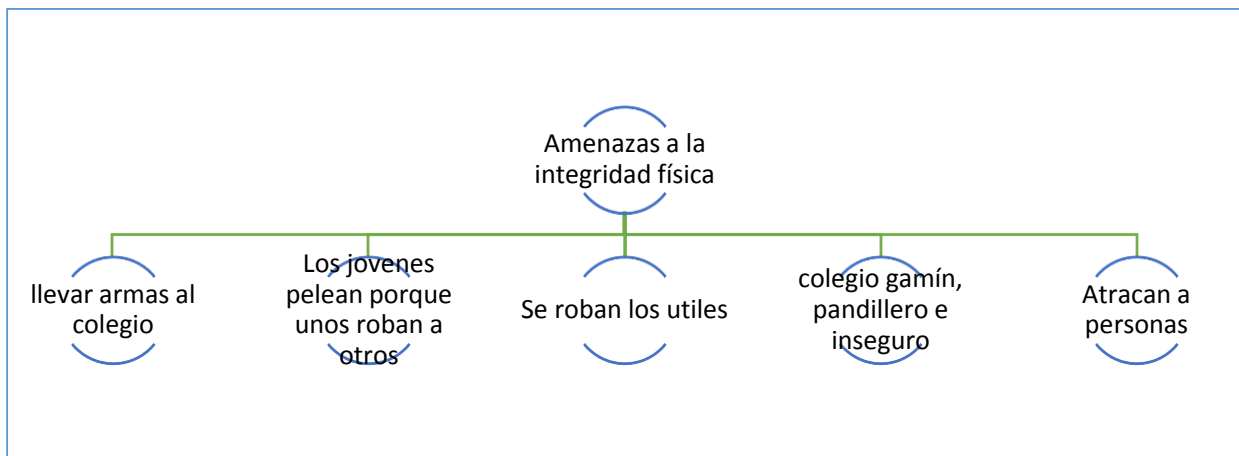 Amenazas a la
integridad física
llevar armas al
colegio
Los jovenes
pelean porque
unos roban a
otros
Se roban los utiles
colegio gamín,
pandillero e
inseguro
Atracan a
personas